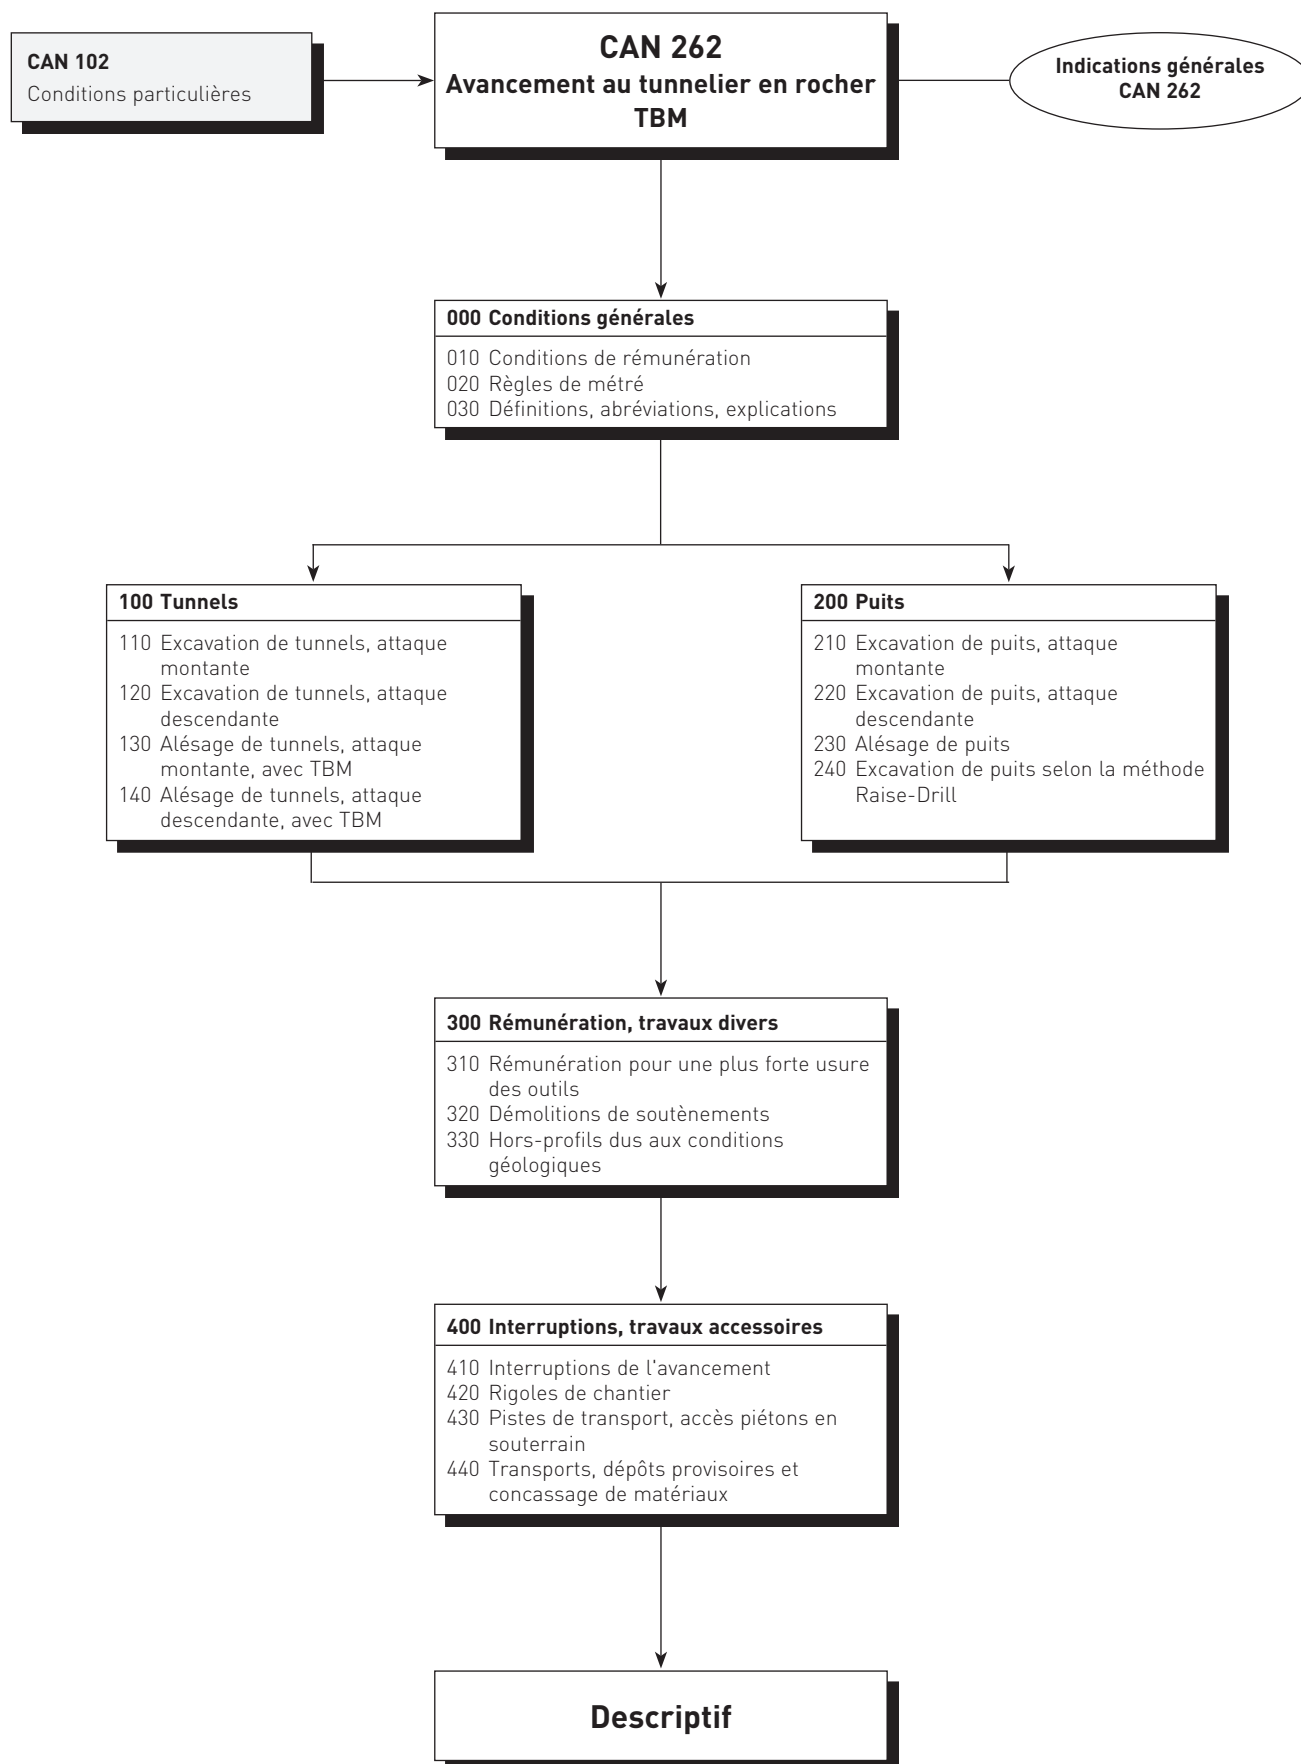 CAN 102
Conditions particulières
CAN 262
Avancement au tunnelier en rocher
TBM
Indications générales
CAN 262
000 Conditions générales
010 Conditions de rémunération
020 Règles de métré
030 Définitions, abréviations, explications
100 Tunnels
110 Excavation de tunnels, attaque
montante
120 Excavation de tunnels, attaque
descendante
130 Alésage de tunnels, attaque
montante, avec TBM
140 Alésage de tunnels, attaque
descendante, avec TBM
200 Puits
210 Excavation de puits, attaque
montante
220 Excavation de puits, attaque
descendante
230 Alésage de puits
240 Excavation de puits selon la méthode
Raise-Drill
300 Rémunération, travaux divers
310 Rémunération pour une plus forte usure
des outils
320 Démolitions de soutènements
330 Hors-profils dus aux conditions
géologiques
400 Interruptions, travaux accessoires
410 Interruptions de l'avancement
420 Rigoles de chantier
430 Pistes de transport, accès piétons en
souterrain
440 Transports, dépôts provisoires et
concassage de matériaux
Descriptif